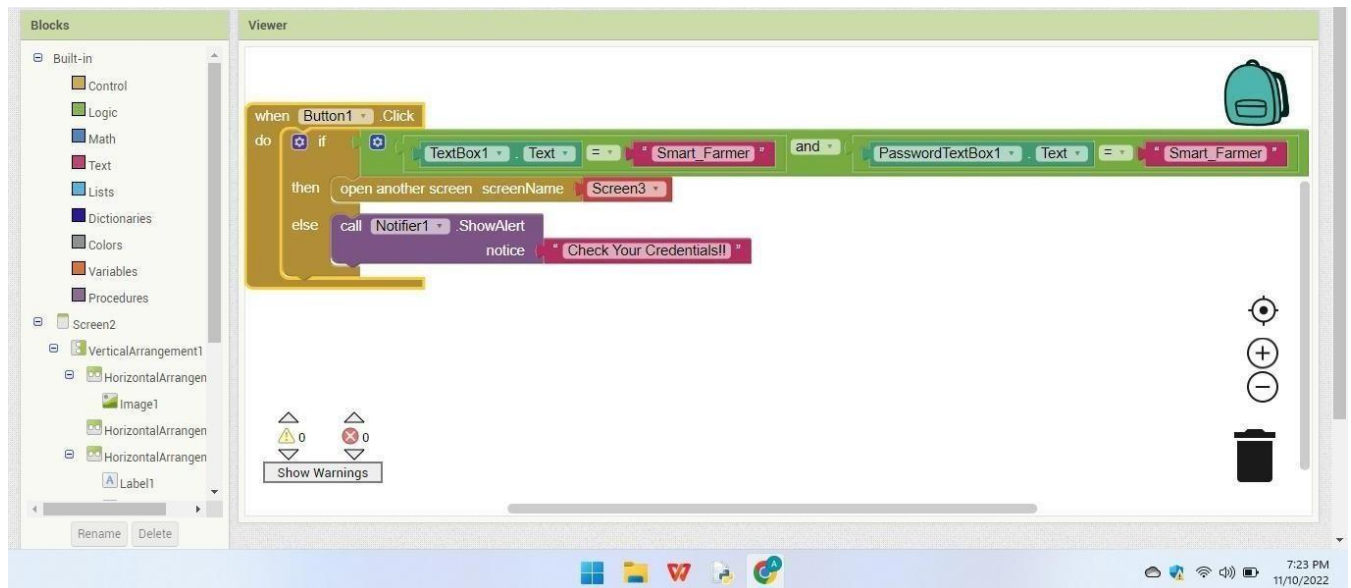 Blocks
Viewer
Built-in
Control
Logic
Math
Text
Lists
Dictionaries
Colors
Variables
Procedures
Screen2
VerticalArrangement1
HorizontalArrangen
Image1
HorizontalArrangen
HorizontalArrangen
Label1
Rename Delete
when Button1 .Click
do if TextBox1 . Text = " Smart_Farmer " and PasswordTextBox1 . Text = " Smart_Farmer "
then open another screen screenName Screen3
else call Notifier1 .ShowAlert
notice " Check Your Credentials!! "
0 0
Show Warnings
7:23 PM
11/10/2022